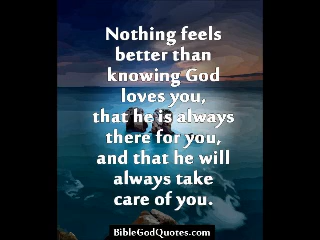 Nothing feels
better than
knowing God
loves you,
that he is always
there for you,
and that he will
always take
care of you.
BibleGodQuotes.com